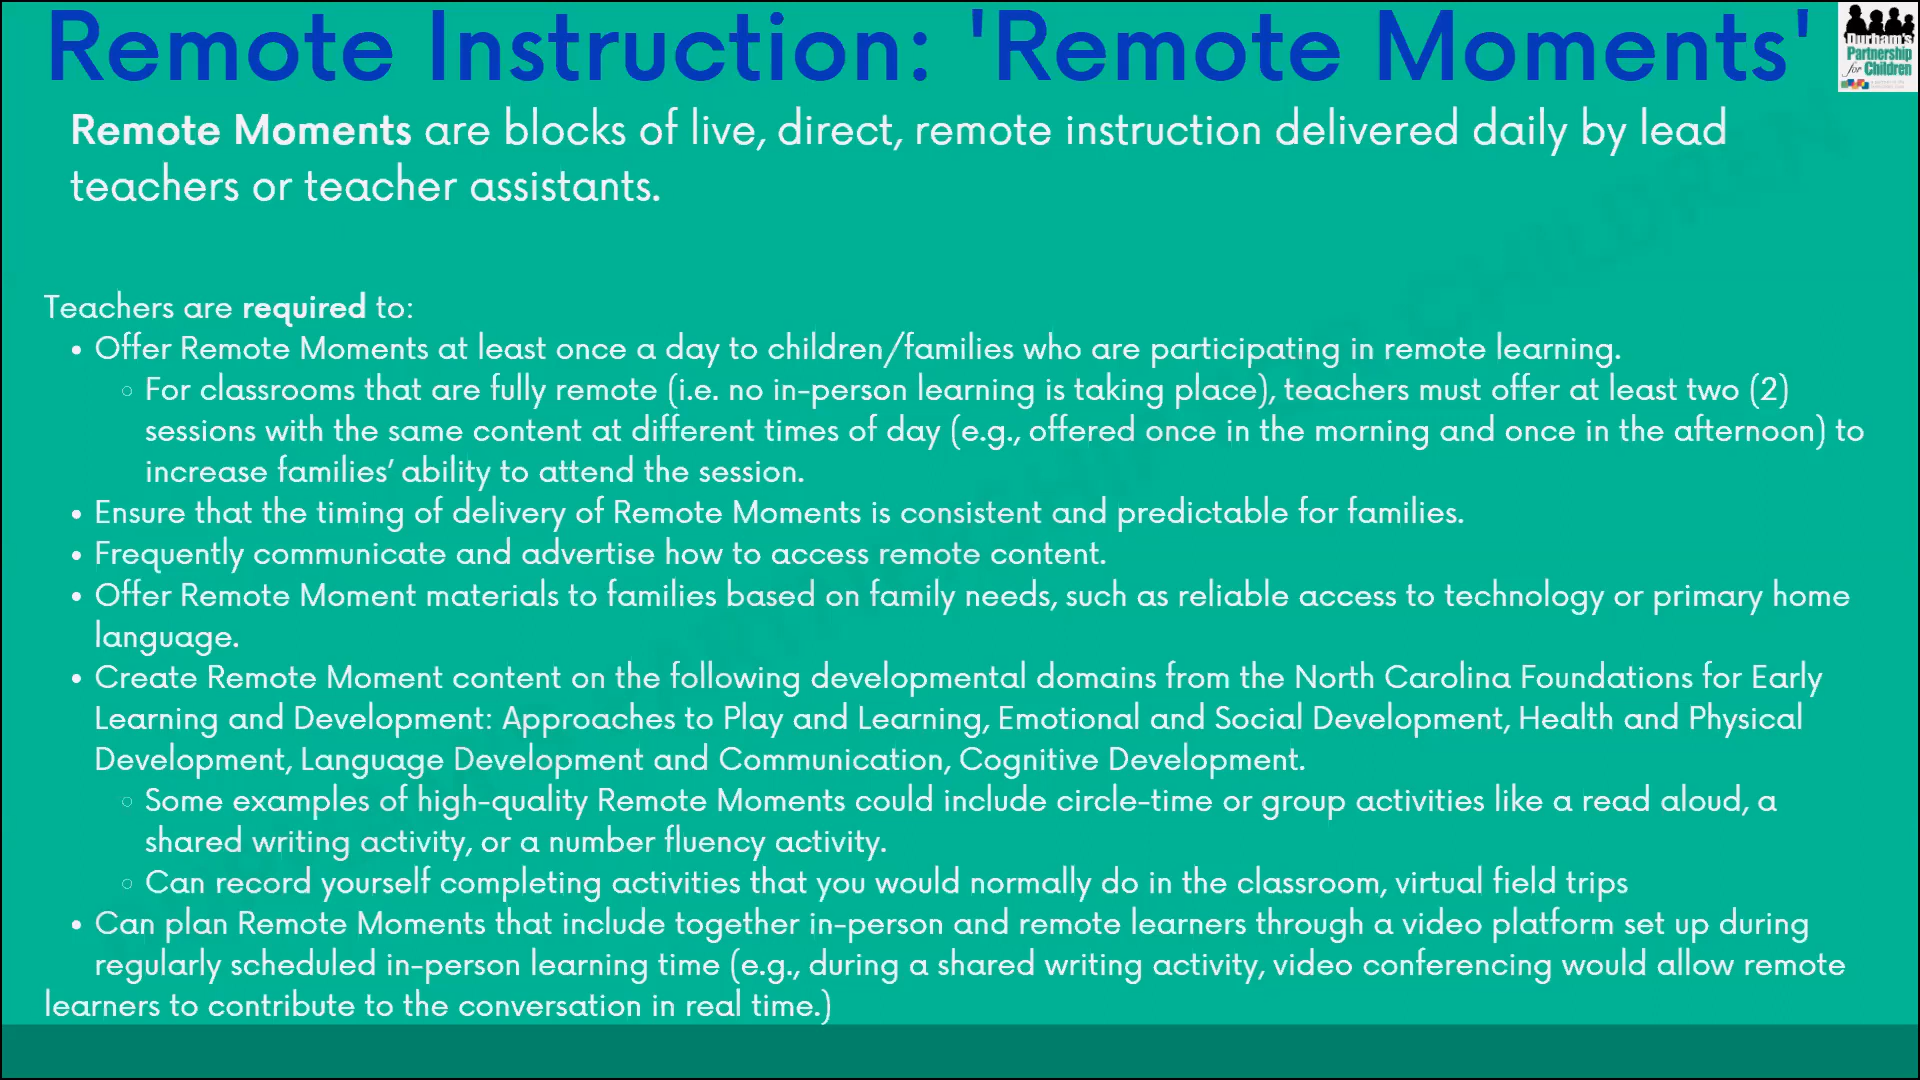 Remote Instruction: 'Remote Moments'
Durham's
Partnership
for Children
Remote Moments are blocks of live, direct, remote instruction delivered daily by lead
teachers or teacher assistants.
Teachers are required to:
• Offer Remote Moments at least once a day to children/families who are participating in remote learning.
◦ For classrooms that are fully remote (i.e. no in-person learning is taking place), teachers must offer at least two (2)
sessions with the same content at different times of day (e.g., offered once in the morning and once in the afternoon) to
increase families’ ability to attend the session.
• Ensure that the timing of delivery of Remote Moments is consistent and predictable for families.
• Frequently communicate and advertise how to access remote content.
• Offer Remote Moment materials to families based on family needs, such as reliable access to technology or primary home
language.
• Create Remote Moment content on the following developmental domains from the North Carolina Foundations for Early
Learning and Development: Approaches to Play and Learning, Emotional and Social Development, Health and Physical
Development, Language Development and Communication, Cognitive Development.
◦ Some examples of high-quality Remote Moments could include circle-time or group activities like a read aloud, a
shared writing activity, or a number fluency activity.
◦ Can record yourself completing activities that you would normally do in the classroom, virtual field trips
• Can plan Remote Moments that include together in-person and remote learners through a video platform set up during
regularly scheduled in-person learning time (e.g., during a shared writing activity, video conferencing would allow remote
learners to contribute to the conversation in real time.)